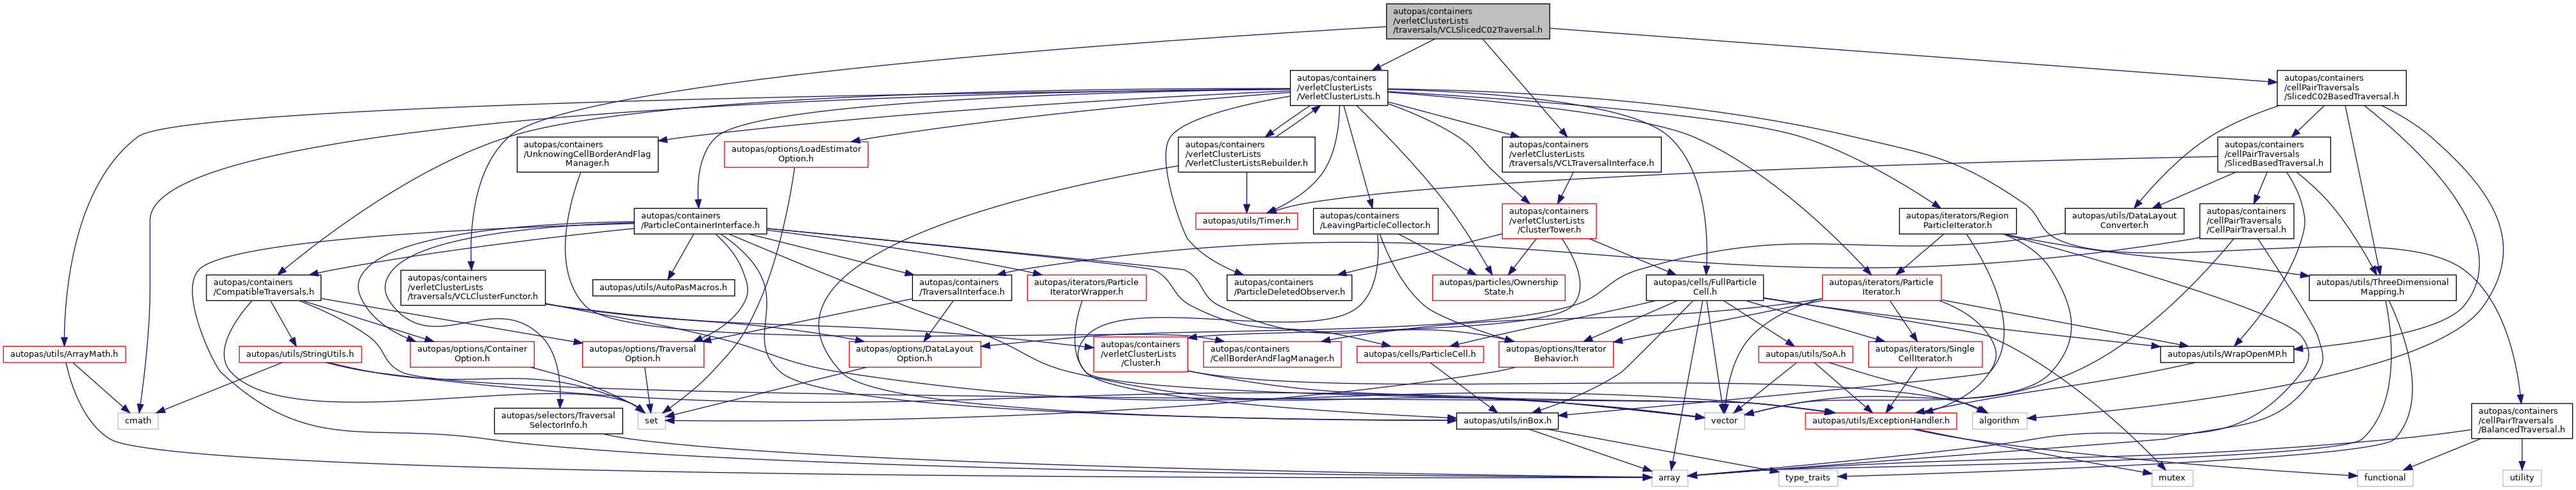 autopas/containers
/verletClusterLists
/traversals/VCLSlicedC02Traversal.h
autopas/containers
/verletClusterLists
/VerletClusterLists.h
autopas/containers
/cellPairTraversals
/SlicedC02BasedTraversal.h
autopas/containers
/UnknowingCellBorderAndFlag
Manager.h
autopas/options/LoadEstimator
Option.h
autopas/containers
/verletClusterLists
/VerletClusterListsRebuilder.h
autopas/containers
/verletClusterLists
/traversals/VCLTraversalInterface.h
autopas/containers
/cellPairTraversals
/SlicedBasedTraversal.h
autopas/containers
/ParticleContainerInterface.h
autopas/utils/Timer.h
autopas/containers
/LeavingParticleCollector.h
autopas/containers
/verletClusterLists
/ClusterTower.h
autopas/iterators/Region
ParticleIterator.h
autopas/utils/DataLayout
Converter.h
autopas/containers
/cellPairTraversals
/CellPairTraversal.h
autopas/containers
/CompatibleTraversals.h
autopas/containers
/verletClusterLists
/traversals/VCLClusterFunctor.h
autopas/utils/AutoPasMacros.h
autopas/containers
/TraversalInterface.h
autopas/iterators/Particle
IteratorWrapper.h
autopas/containers
/ParticleDeletedObserver.h
autopas/particles/Ownership
State.h
autopas/cells/FullParticle
Cell.h
autopas/iterators/Particle
Iterator.h
autopas/utils/ThreeDimensional
Mapping.h
autopas/utils/ArrayMath.h
autopas/utils/StringUtils.h
autopas/options/Container
Option.h
autopas/options/Traversal
Option.h
autopas/options/DataLayout
Option.h
autopas/containers
/verletClusterLists
/Cluster.h
autopas/containers
/CellBorderAndFlagManager.h
autopas/cells/ParticleCell.h
autopas/options/Iterator
Behavior.h
autopas/utils/SoA.h
autopas/iterators/Single
CellIterator.h
autopas/utils/WrapOpenMP.h
cmath
autopas/selectors/Traversal
SelectorInfo.h
set
autopas/utils/inBox.h
vector
autopas/utils/ExceptionHandler.h
algorithm
autopas/containers
/cellPairTraversals
/BalancedTraversal.h
array
type_traits
mutex
functional
utility